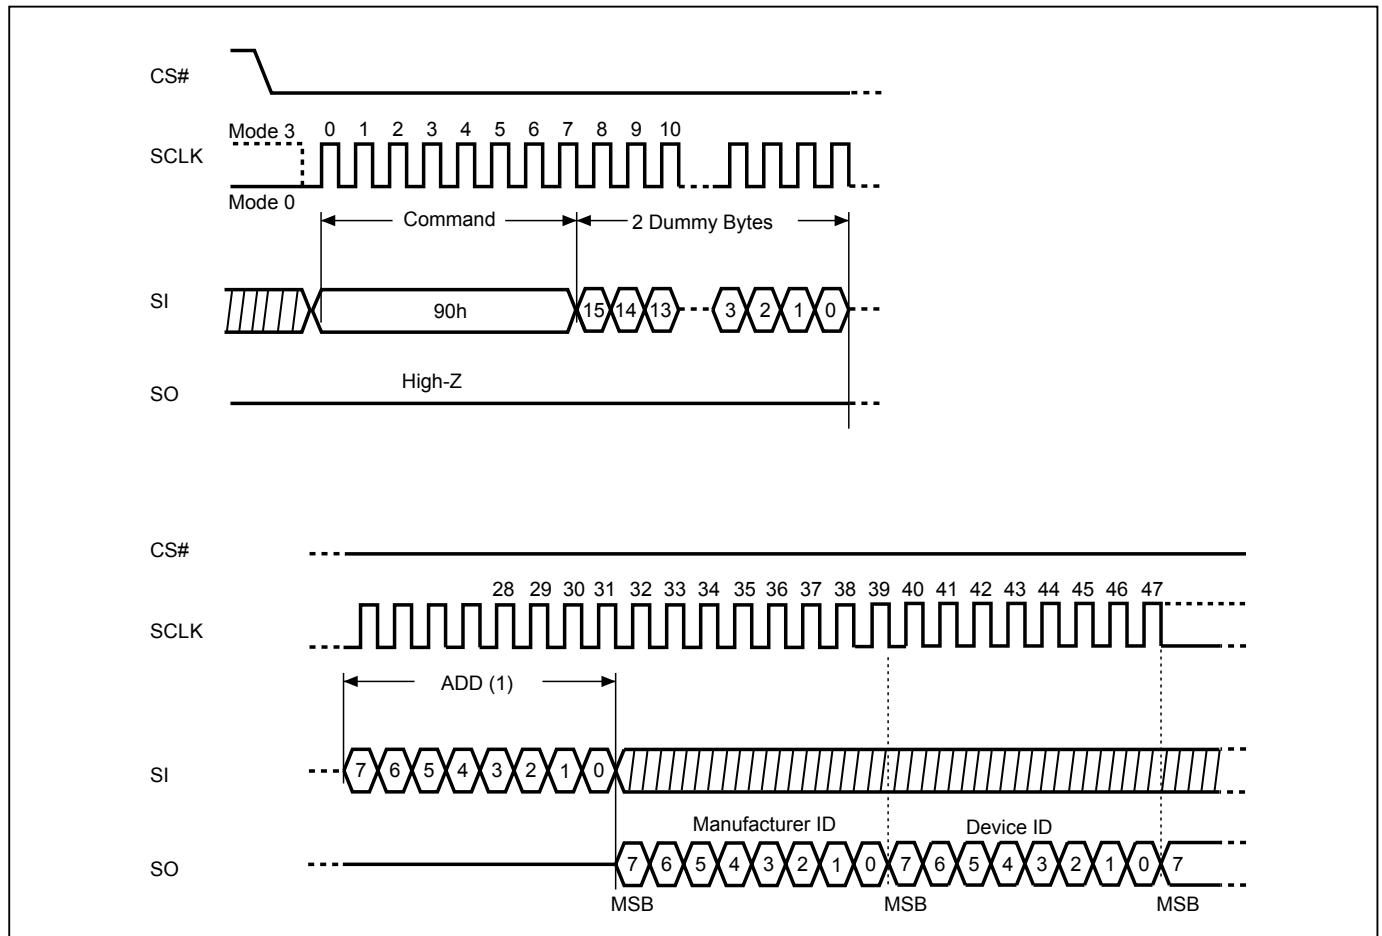 CS#
Mode 3 0 1 2 3 4 5 6 7 8 9 10
SCLK
Mode 0
Command 2 Dummy Bytes
SI 90h 15 14 13 3 2 1 0
High-Z
SO
CS#
28 29 30 31 32 33 34 35 36 37 38 39 40 41 42 43 44 45 46 47
SCLK
ADD (1)
SI 7 6 5 4 3 2 1 0
Manufacturer ID Device ID
SO 7 6 5 4 3 2 1 0 7 6 5 4 3 2 1 0 7
MSB MSB MSB